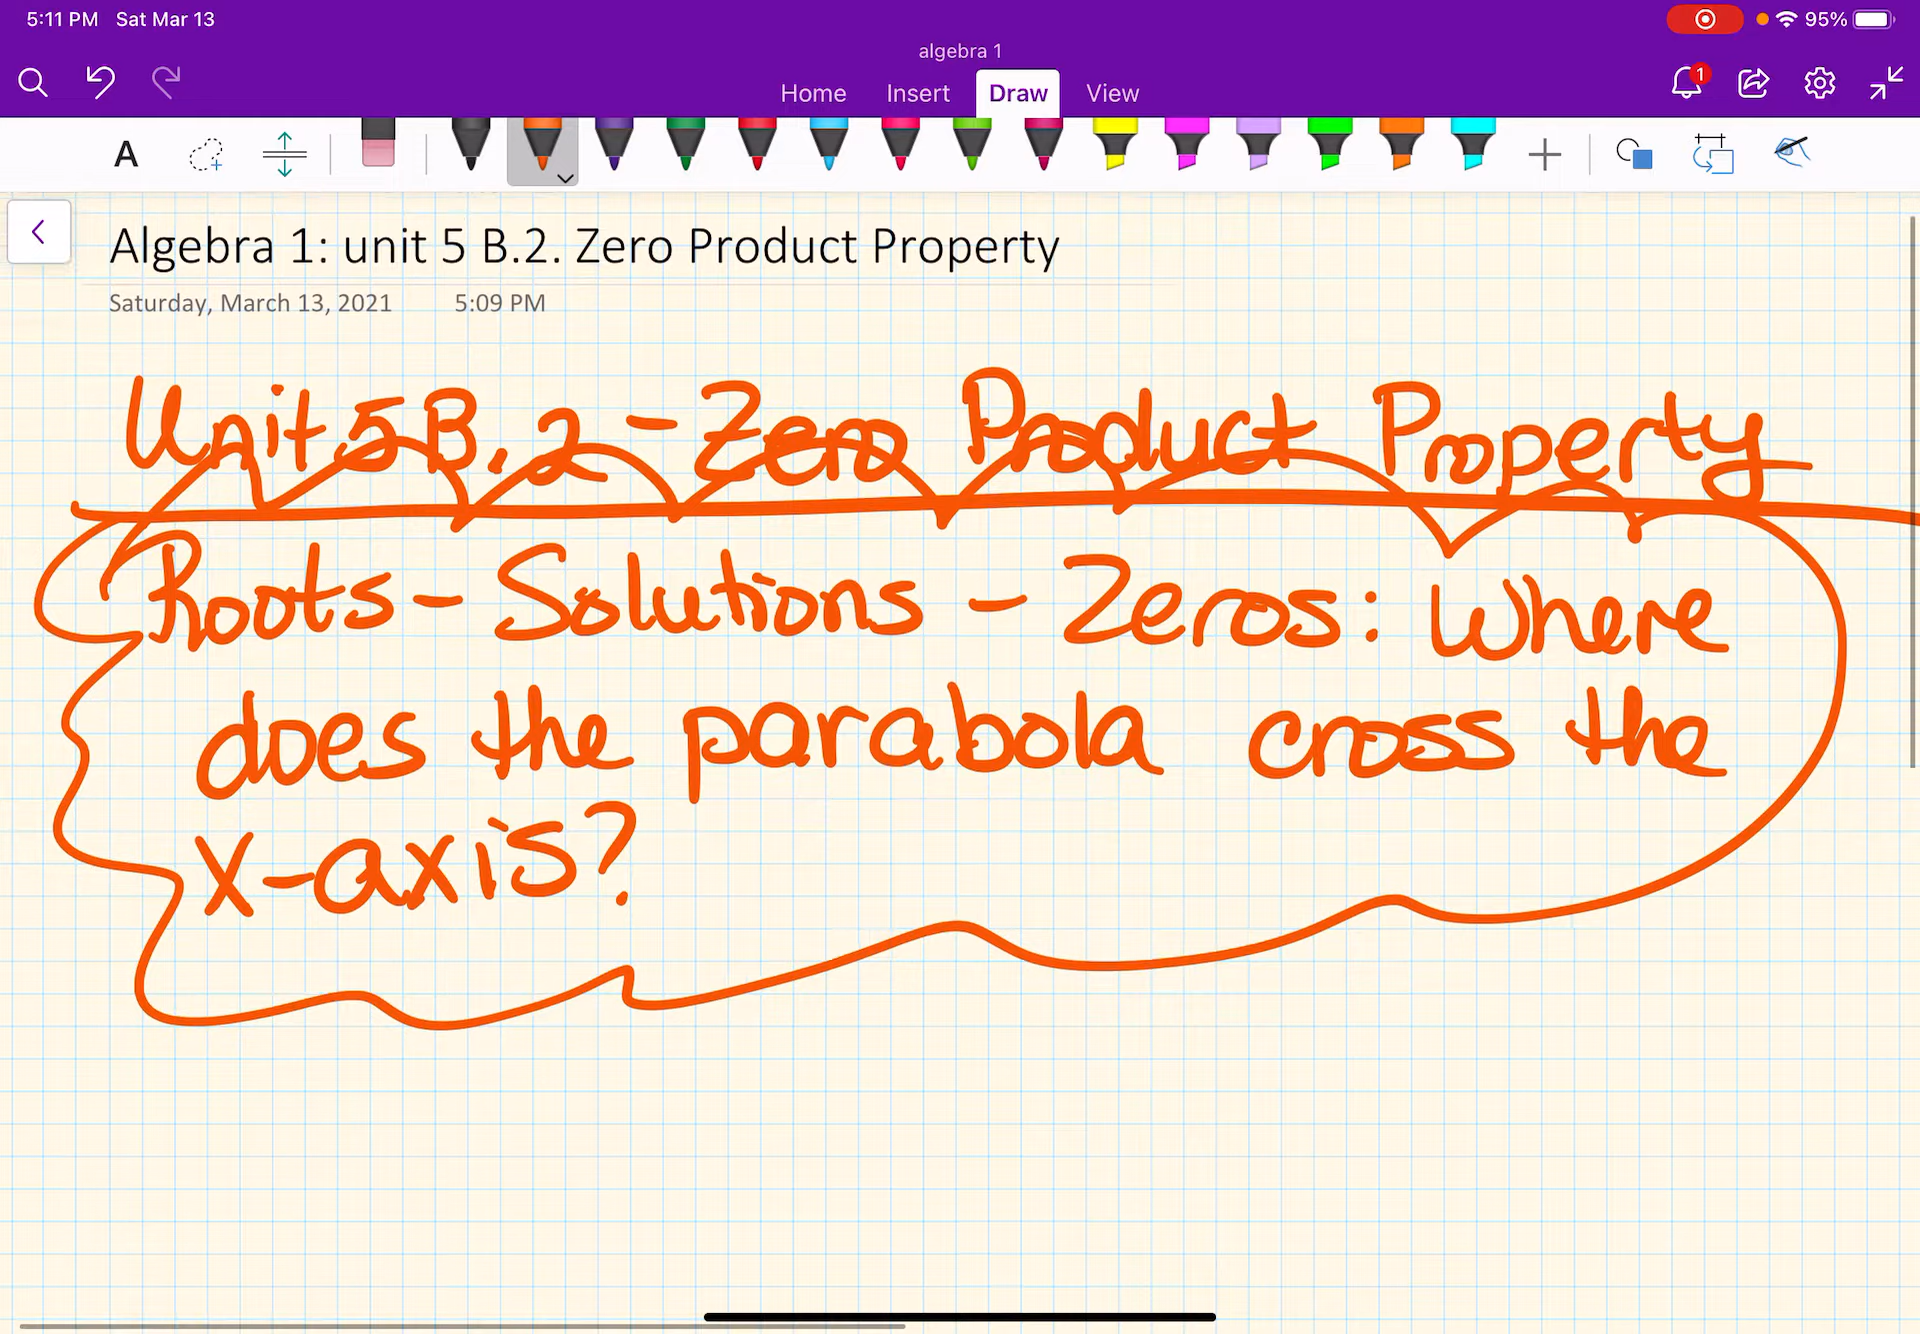 5:11 PM Sat Mar 13
95%
algebra 1
Home Insert Draw View
1
A
Algebra 1: unit 5 B.2. Zero Product Property
Saturday, March 13, 2021 5:09 PM
Unit 5B.2 - Zero Product Property
Roots - Solutions - Zeros: Where
does the parabola cross the
x-axis?